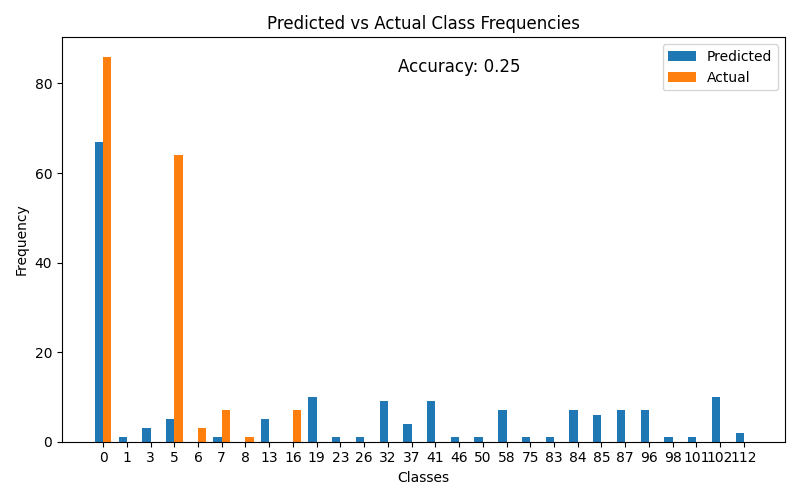 Predicted vs Actual Class Frequencies
Accuracy: 0.25
Predicted
Actual
Frequency
80
60
40
20
0
0 1 3 5 6 7 8 13 16 19 23 26 32 37 41 46 50 58 75 83 84 85 87 96 98 101 102 112
Classes